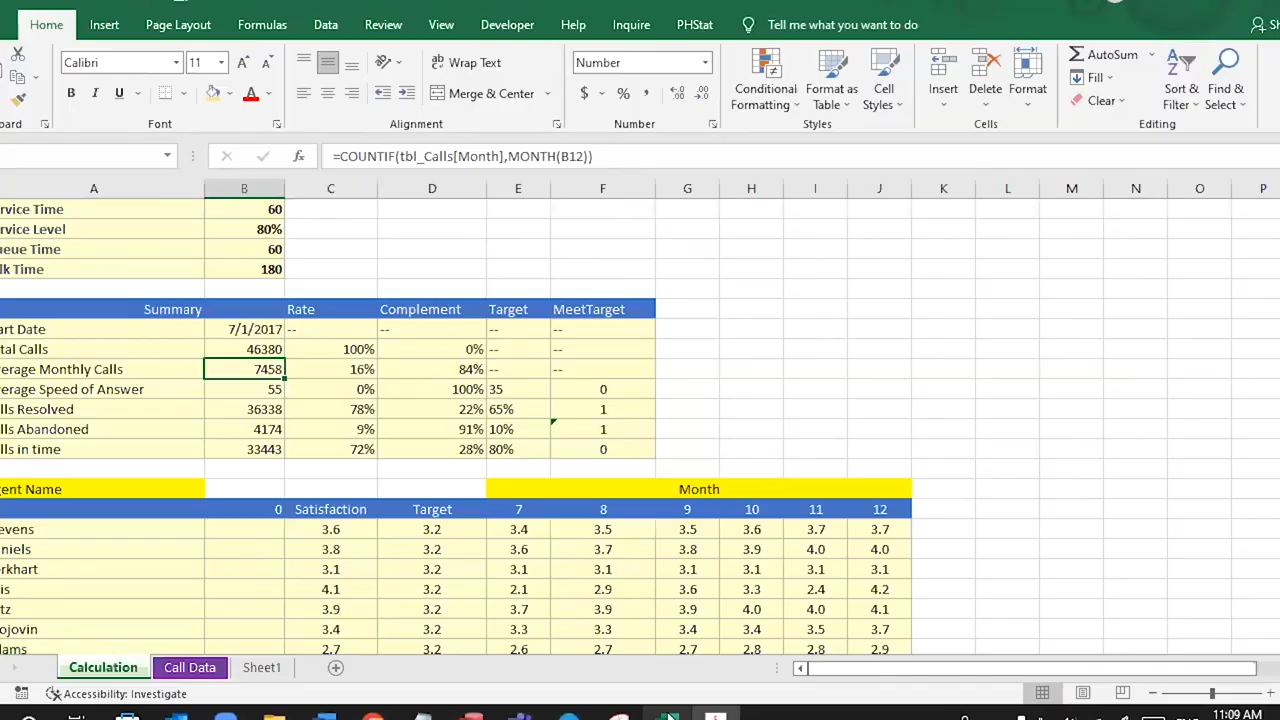 Home Insert Page Layout Formulas Data Review View Developer Help Inquire PHStat Tell me what you want to do
Calibri 11 Wrap Text Number Conditional Formatting Format as Table Cell Styles Insert Delete Format AutoSum Fill Clear Sort & Filter Find & Select
B I U Merge & Center $ %
Font Alignment Number Styles Cells Editing
fx =COUNTIF(tbl_Calls[Month],MONTH(B12))
A B C D E F G H I J K L M N O P
rvice Time 60
rvice Level 80%
ueue Time 60
lk Time 180
Summary Rate Complement Target MeetTarget
art Date 7/1/2017 -- -- -- --
tal Calls 46380 100% 0% -- --
verage Monthly Calls 7458 16% 84% -- --
verage Speed of Answer 55 0% 100% 35 0
lls Resolved 36338 78% 22% 65% 1
lls Abandoned 4174 9% 91% 10% 1
lls in time 33443 72% 28% 80% 0
gent Name Month
0 Satisfaction Target 7 8 9 10 11 12
evens 3.6 3.2 3.4 3.5 3.5 3.6 3.7 3.7
niels 3.8 3.2 3.6 3.7 3.8 3.9 4.0 4.0
rkhart 3.1 3.2 3.1 3.1 3.1 3.1 3.1 3.1
is 4.1 3.2 2.1 2.9 3.6 3.3 2.4 4.2
tz 3.9 3.2 3.7 3.9 4.0 4.0 4.0 4.1
ojovin 3.4 3.2 3.3 3.3 3.4 3.4 3.5 3.7
lams 2.7 3.2 2.6 2.7 2.7 2.8 2.8 2.9
Calculation Call Data Sheet1
Accessibility: Investigate
11:09 AM